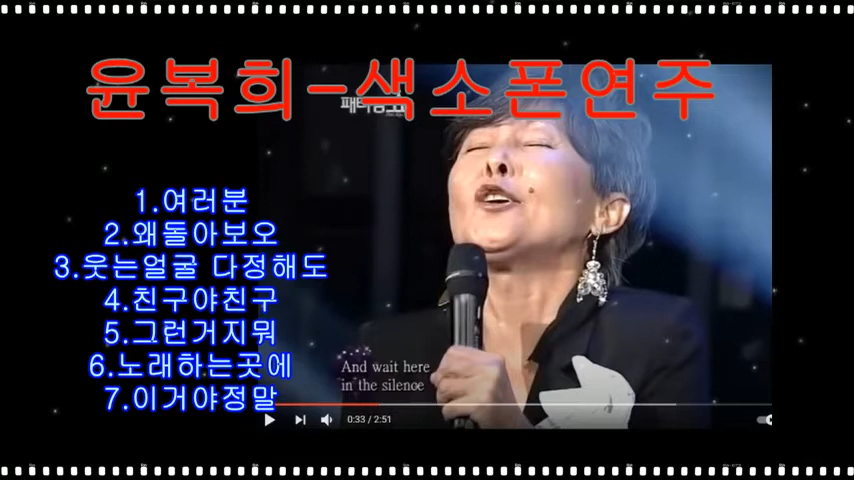 윤복희-색소폰연주
1.여러분
2.왜돌아보오
3.웃는얼굴 다정해도
4.친구야친구
5.그런거지뭐
6.노래하는곳에
7.이거야정말
And wait here
in the silence
0:33 / 2:51